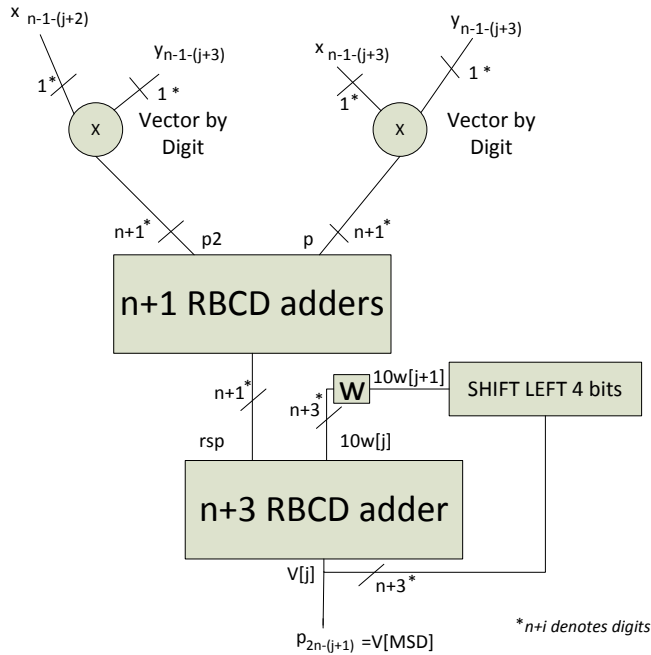 x n-1-(j+2)
y n-1-(j+3)
x n-1-(j+3)
y n-1-(j+3)
1*
1 *
1*
1 *
x
Vector by
Digit
x
Vector by
Digit
n+1*
p2
p
n+1*
n+1 RBCD adders
n+1*
rsp
n+3*
W
10w[j+1]
SHIFT LEFT 4 bits
10w[j]
n+3 RBCD adder
V[j]
n+3*
p2n-(j+1) =V[MSD]
*n+i denotes digits